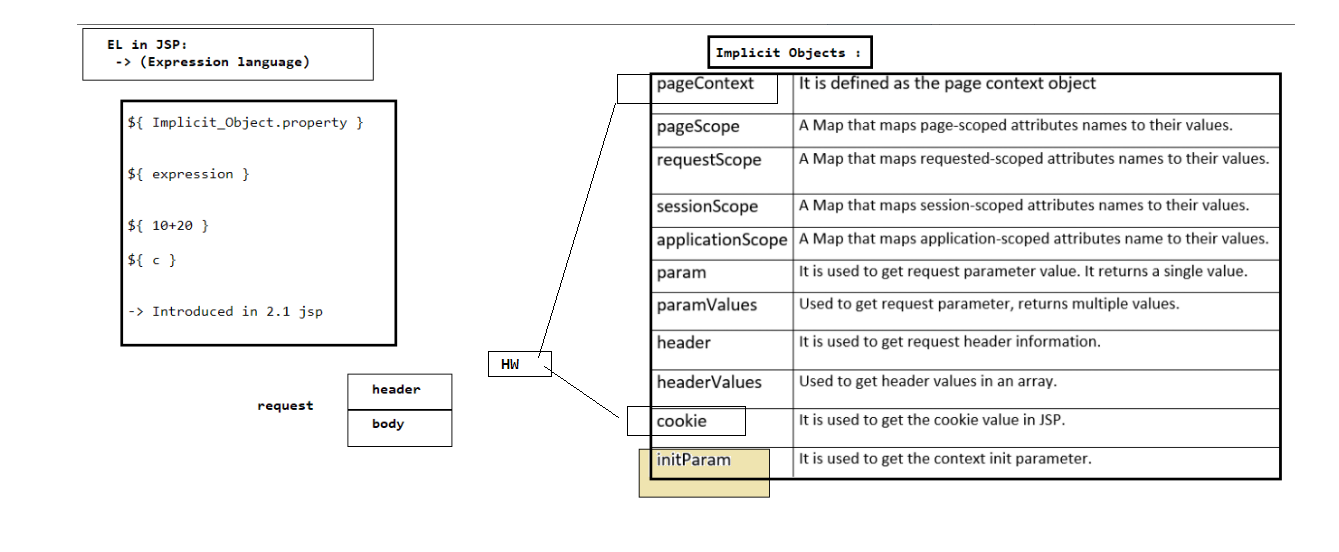 EL in JSP:
-> (Expression language)
${ Implicit_Object.property }
${ expression }
${ 10+20 }
${ c }
-> Introduced in 2.1 jsp
request
header
body
HW
Implicit Objects :
pageContext It is defined as the page context object
pageScope A Map that maps page-scoped attributes names to their values.
requestScope A Map that maps requested-scoped attributes names to their values.
sessionScope A Map that maps session-scoped attributes names to their values.
applicationScope A Map that maps application-scoped attributes name to their values.
param It is used to get request parameter value. It returns a single value.
paramValues Used to get request parameter, returns multiple values.
header It is used to get request header information.
headerValues Used to get header values in an array.
cookie It is used to get the cookie value in JSP.
initParam It is used to get the context init parameter.